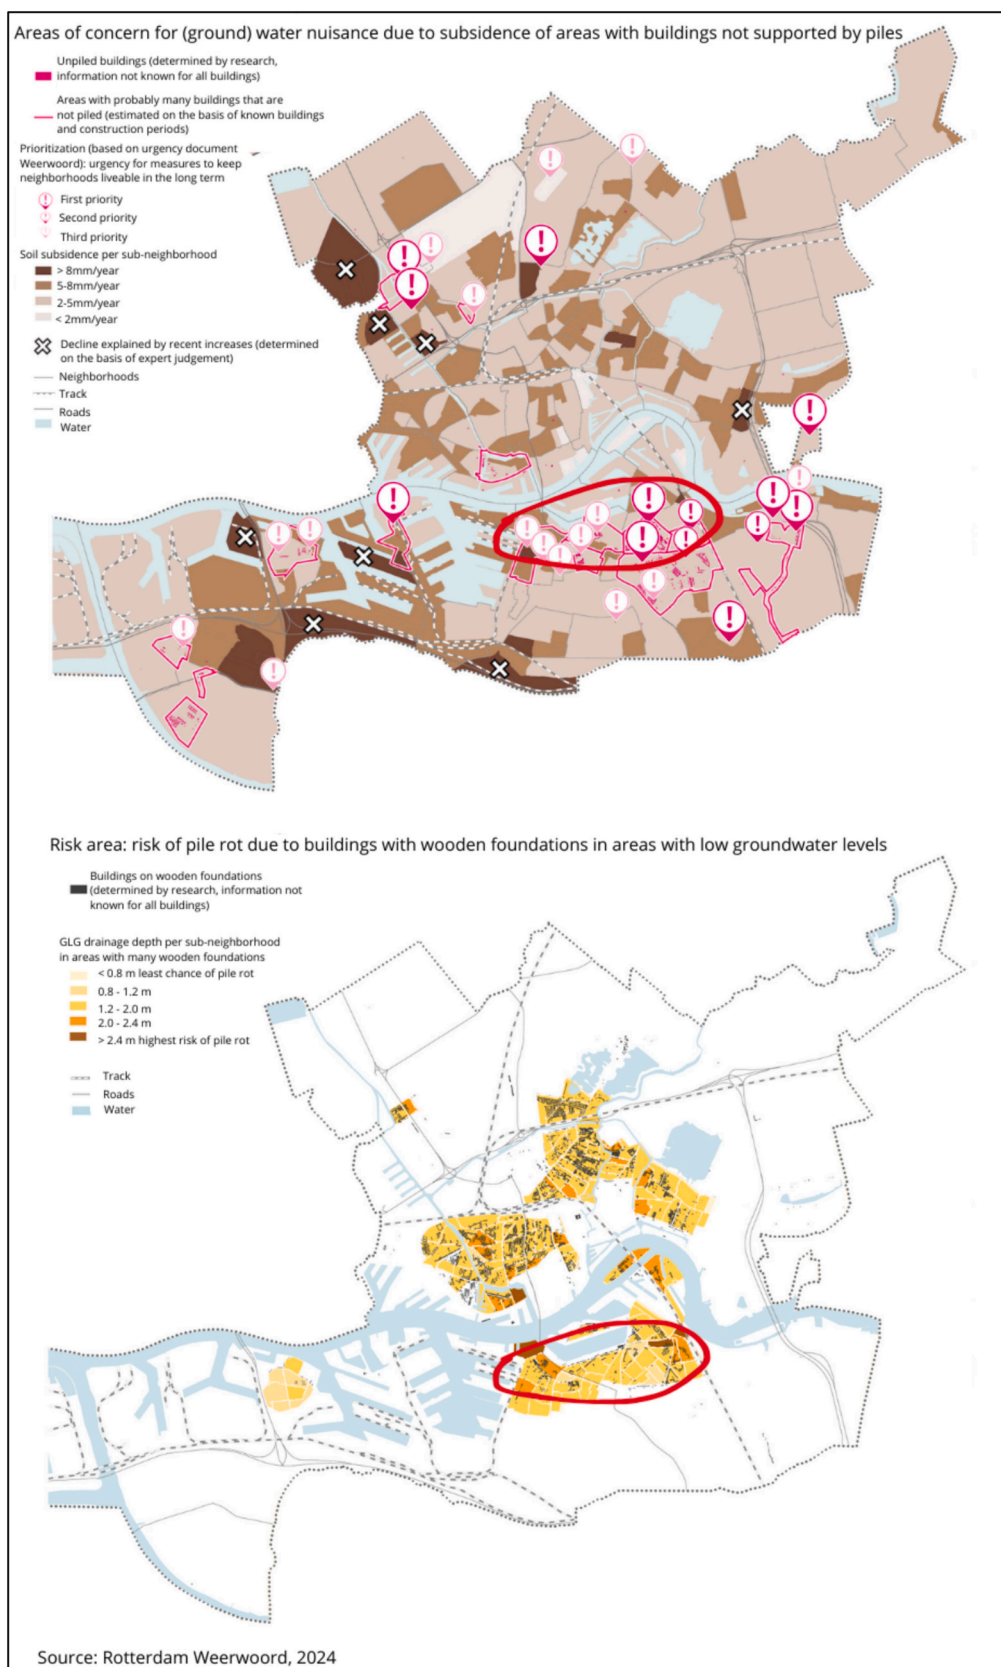 Areas of concern for (ground) water nuisance due to subsidence of areas with buildings not supported by piles
Unpiled buildings (determined by research,
information not known for all buildings)
Areas with probably many buildings that are
not piled (estimated on the basis of known buildings
and construction periods)
Prioritization (based on urgency document
Weerwoord): urgency for measures to keep
neighborhoods liveable in the long term
First priority
Second priority
Third priority
Soil subsidence per sub-neighborhood
> 8mm/year
5-8mm/year
2-5mm/year
< 2mm/year
Decline explained by recent increases (determined
on the basis of expert judgement)
Neighborhoods
Track
Roads
Water
Risk area: risk of pile rot due to buildings with wooden foundations in areas with low groundwater levels
Buildings on wooden foundations
(determined by research, information not
known for all buildings)
GLG drainage depth per sub-neighborhood
in areas with many wooden foundations
< 0.8 m least chance of pile rot
0.8 - 1.2 m
1.2 - 2.0 m
2.0 - 2.4 m
> 2.4 m highest risk of pile rot
Track
Roads
Water
Source: Rotterdam Weerwoord, 2024